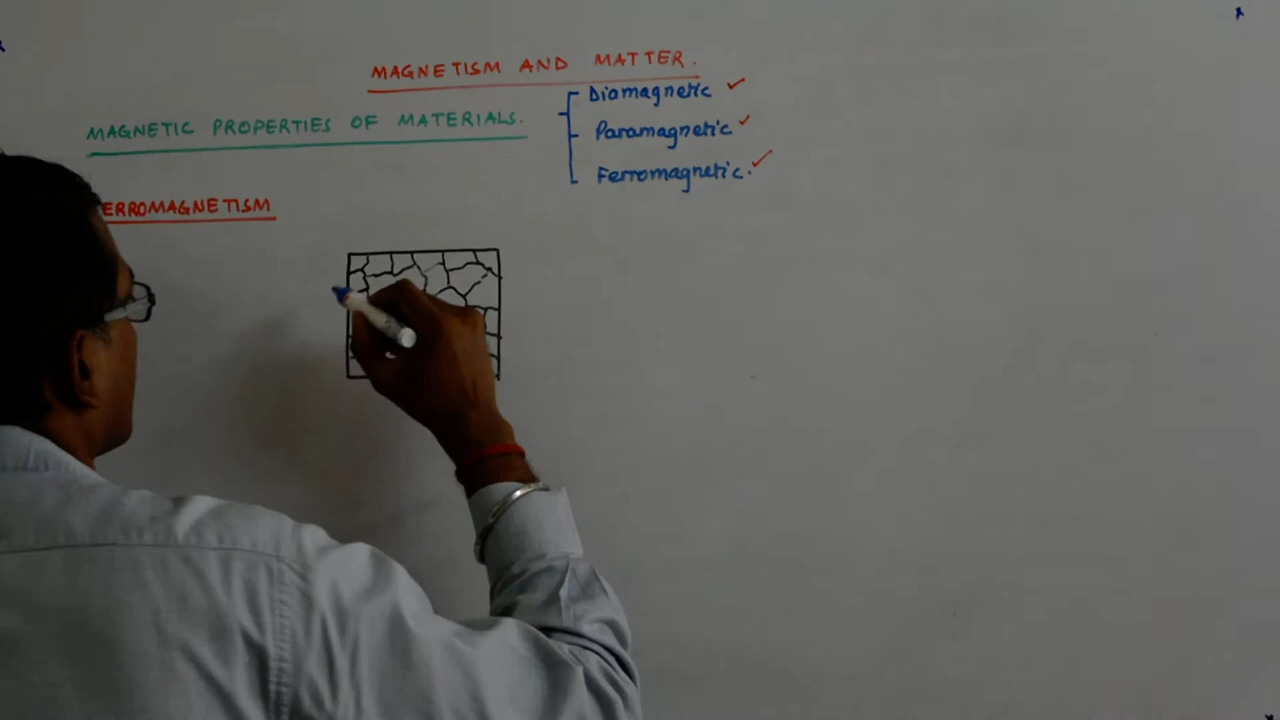 MAGNETISM AND MATTER.
MAGNETIC PROPERTIES OF MATERIALS.
Diamagnetic ✓
Paramagnetic ✓
Ferromagnetic. ✓
ERROMAGNETISM